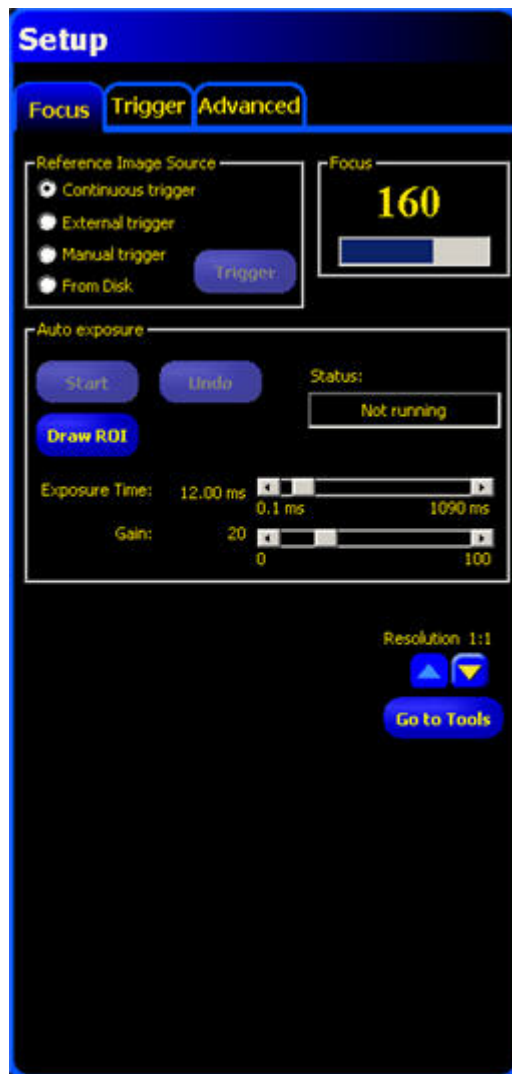 Setup
Focus Trigger Advanced
Reference Image Source
Continuous trigger
External trigger
Manual trigger
From Disk
Trigger
Focus
160
Auto exposure
Start Undo
Draw ROI
Status:
Not running
Exposure Time: 12.00 ms
0.1 ms 1090 ms
Gain: 20
0 100
Resolution 1:1
Go to Tools